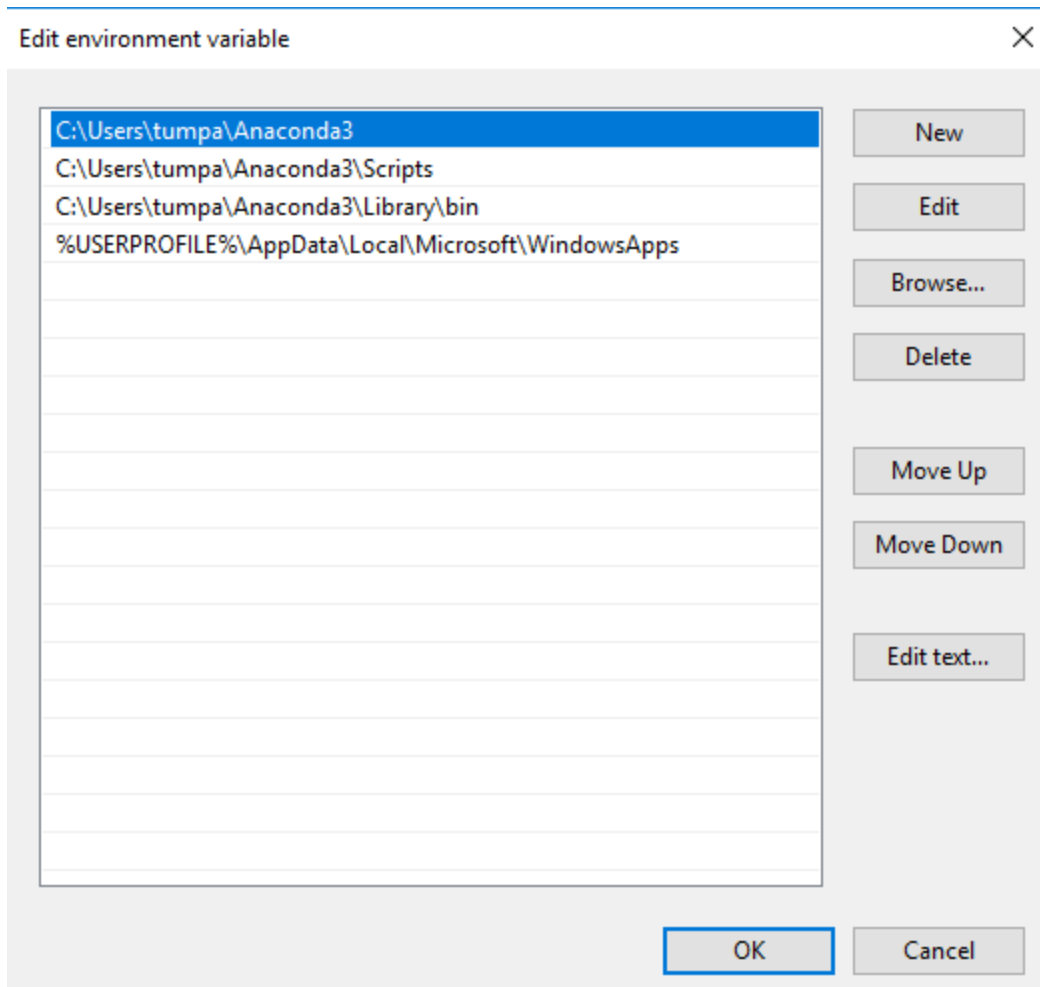 Edit environment variable
C:\Users\tumpa\Anaconda3
C:\Users\tumpa\Anaconda3\Scripts
C:\Users\tumpa\Anaconda3\Library\bin
%USERPROFILE%\AppData\Local\Microsoft\WindowsApps
New
Edit
Browse...
Delete
Move Up
Move Down
Edit text...
OK
Cancel